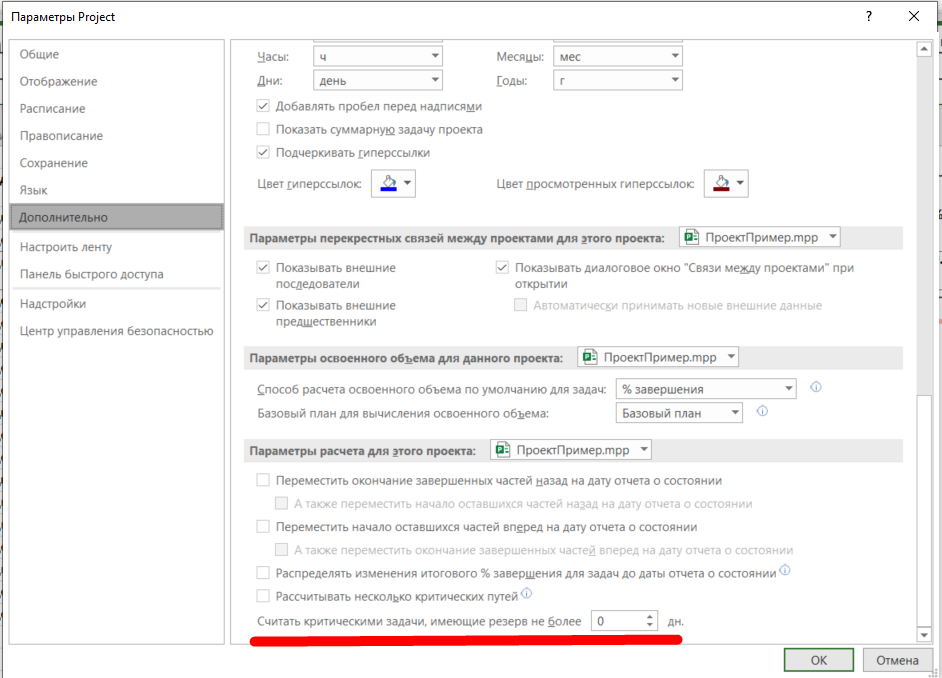 Параметры Project
?
Общие
Отображение
Расписание
Правописание
Сохранение
Язык
Дополнительно
Настроить ленту
Панель быстрого доступа
Надстройки
Центр управления безопасностью
Часы: ч Месяцы: мес
Дни: день Годы: г
Добавлять пробел перед надписями
Показать суммарную задачу проекта
Подчеркивать гиперссылки
Цвет гиперссылок: Цвет просмотренных гиперссылок:
Параметры перекрестных связей между проектами для этого проекта: ПроектПример.mpp
Показывать внешние последователи
Показывать диалоговое окно "Связи между проектами" при открытии
Показывать внешние предшественники
Автоматически принимать новые внешние данные
Параметры освоенного объема для данного проекта: ПроектПример.mpp
Способ расчета освоенного объема по умолчанию для задач: % завершения
Базовый план для вычисления освоенного объема: Базовый план
Параметры расчета для этого проекта: ПроектПример.mpp
Переместить окончание завершенных частей назад на дату отчета о состоянии
А также переместить начало оставшихся частей назад на дату отчета о состоянии
Переместить начало оставшихся частей вперед на дату отчета о состоянии
А также переместить окончание завершенных частей вперед на дату отчета о состоянии
Распределять изменения итогового % завершения для задач до даты отчета о состоянии
Рассчитывать несколько критических путей
Считать критическими задачи, имеющие резерв не более 0 дн.
ОК Отмена